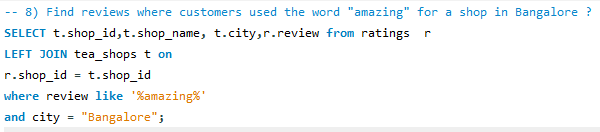 -- 8) Find reviews where customers used the word "amazing" for a shop in Bangalore ?
SELECT t.shop_id,t.shop_name, t.city,r.review from ratings  r
LEFT JOIN tea_shops t on
r.shop_id = t.shop_id
where review like '%amazing%'
and city = "Bangalore";